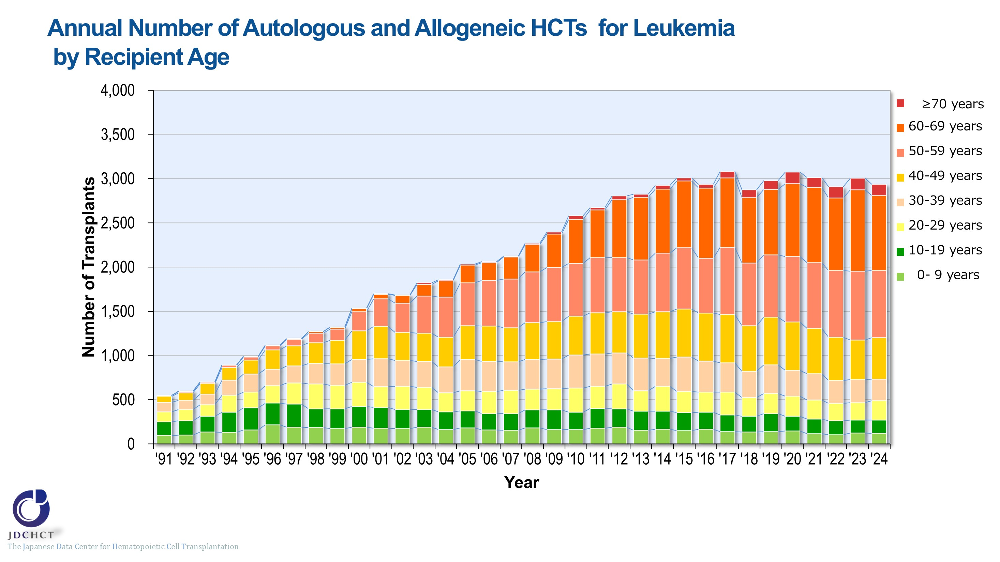 Annual Number of Autologous and Allogeneic HCTs for Leukemia
by Recipient Age
Number of Transplants
4,000
3,500
3,000
2,500
2,000
1,500
1,000
500
0
'91 '92 '93 '94 '95 '96 '97 '98 '99 '00 '01 '02 '03 '04 '05 '06 '07 '08 '09 '10 '11 '12 '13 '14 '15 '16 '17 '18 '19 '20 '21 '22 '23 '24
Year
≥70 years
60-69 years
50-59 years
40-49 years
30-39 years
20-29 years
10-19 years
0- 9 years
JDCHCT
The Japanese Data Center for Hematopoietic Cell Transplantation